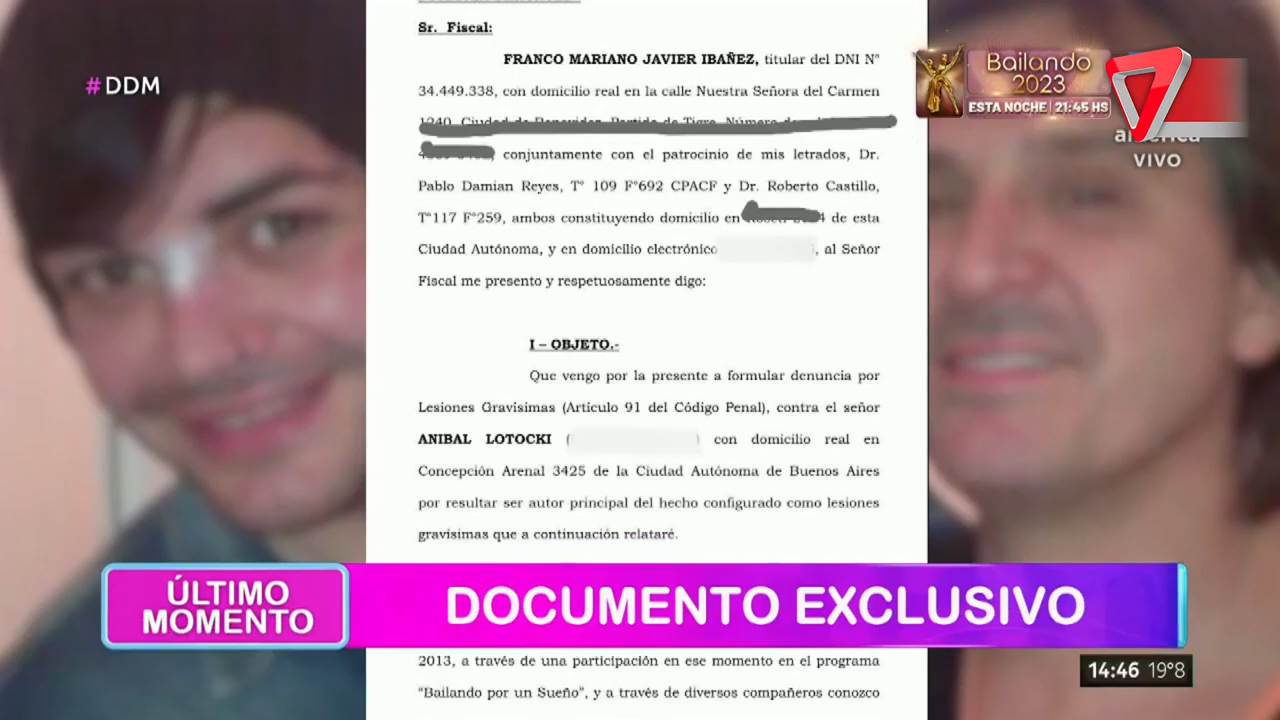 Sr. Fiscal:
FRANCO MARIANO JAVIER IBAÑEZ, titular del DNI N°
34.449.338, con domicilio real en la calle Nuestra Señora del Carmen
conjuntamente con el patrocinio de mis letrados, Dr.
Pablo Damian Reyes, T° 109 F°692 CPACF y Dr. Roberto Castillo,
T°117 F°259, ambos constituyendo domicilio en de esta
Ciudad Autónoma, y en domicilio electrónico , al Señor
Fiscal me presento y respetuosamente digo:
I – OBJETO.-
Que vengo por la presente a formular denuncia por
Lesiones Gravisimas (Artículo 91 del Código Penal), contra el señor
ANIBAL LOTOCKI ( ) con domicilio real en
Concepción Arenal 3425 de la Ciudad Autónoma de Buenos Aires
por resultar ser autor principal del hecho configurado como lesiones
gravísimas que a continuación relataré.
2013, a través de una participación en ese momento en el programa
"Bailando por un Sueño", y a través de diversos compañeros conozco
#DDM
Bailando
2023
ESTA NOCHE | 21:45 HS
américa
VIVO
ÚLTIMO
MOMENTO
DOCUMENTO EXCLUSIVO
14:46 19°8